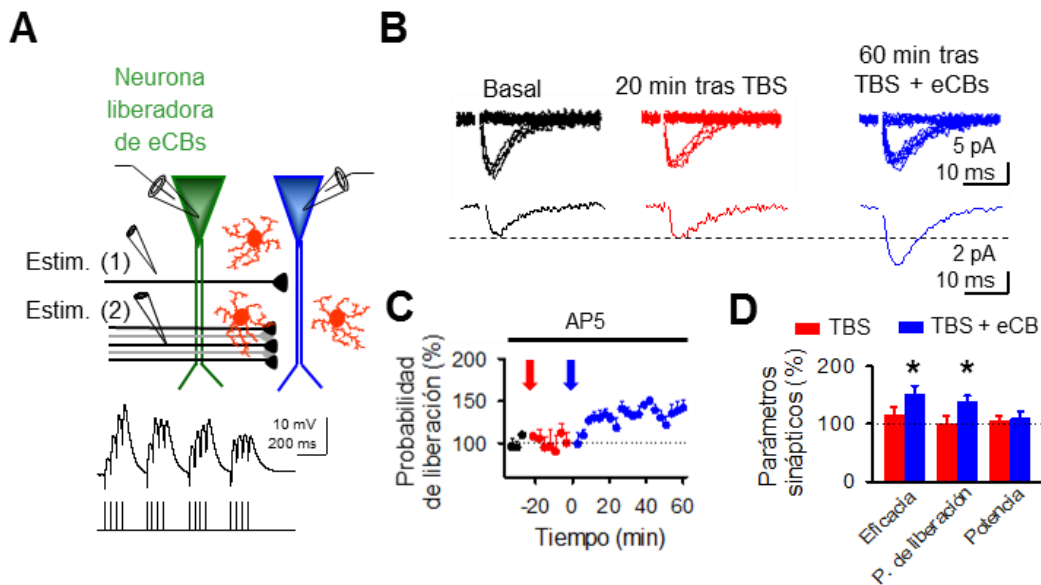 A
Neurona
liberadora
de eCBs
Estim. (1)
Estim. (2)
10 mV
200 ms
B
Basal
20 min tras TBS
60 min tras
TBS + eCBs
5 pA
10 ms
2 pA
10 ms
C
AP5
Probabilidad
de liberación (%)
200
150
100
-20 0 20 40 60
Tiempo (min)
D
TBS
TBS + eCB
Parámetros
sinápticos (%)
200
100
0
* *
Eficacia
P. de liberación
Potencia